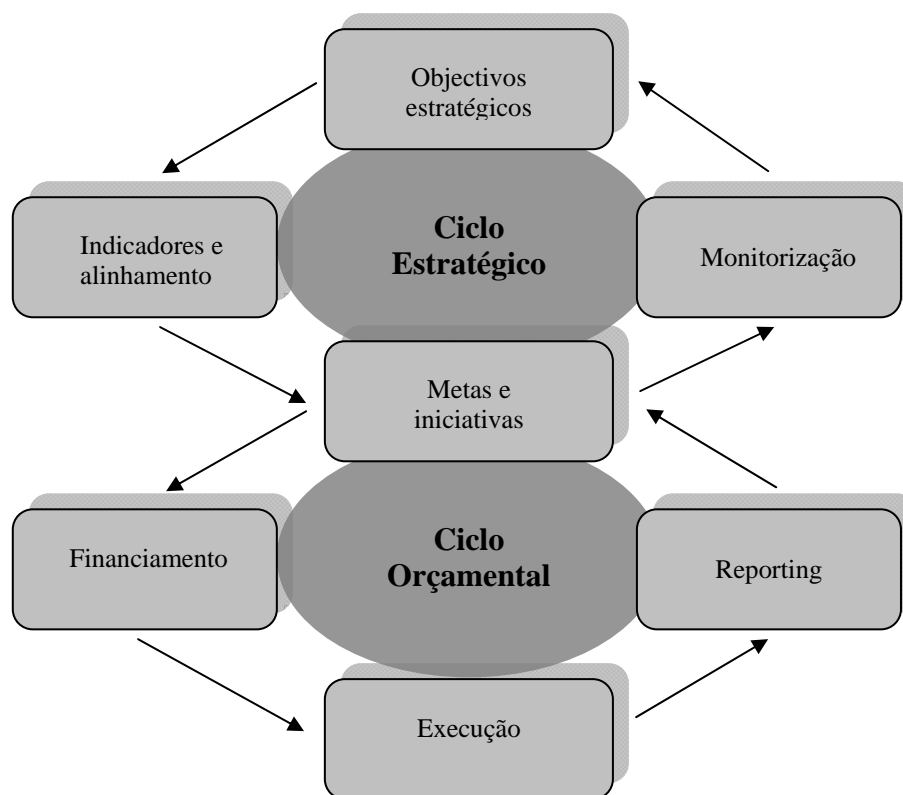 Objectivos
estratégicos
Ciclo
Estratégico
Indicadores e
alinhamento
Monitorização
Metas e
iniciativas
Ciclo
Orçamental
Financiamento
Reporting
Execução